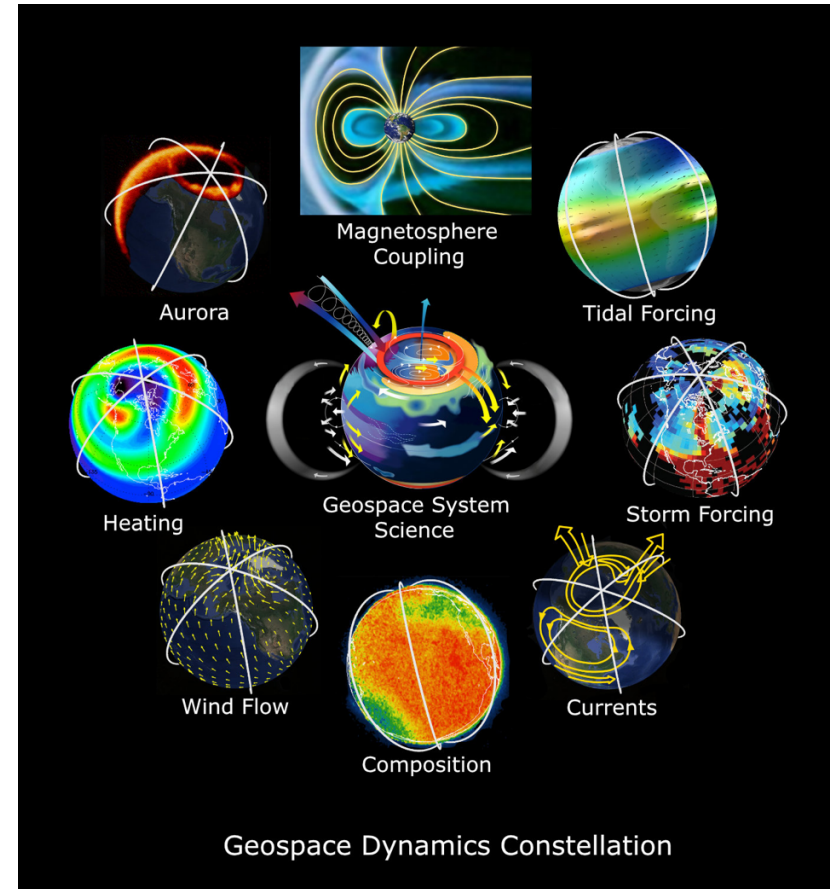 Magnetosphere
Coupling
Aurora
Tidal Forcing
Geospace System
Science
Heating
Storm Forcing
Wind Flow
Currents
Composition
Geospace Dynamics Constellation